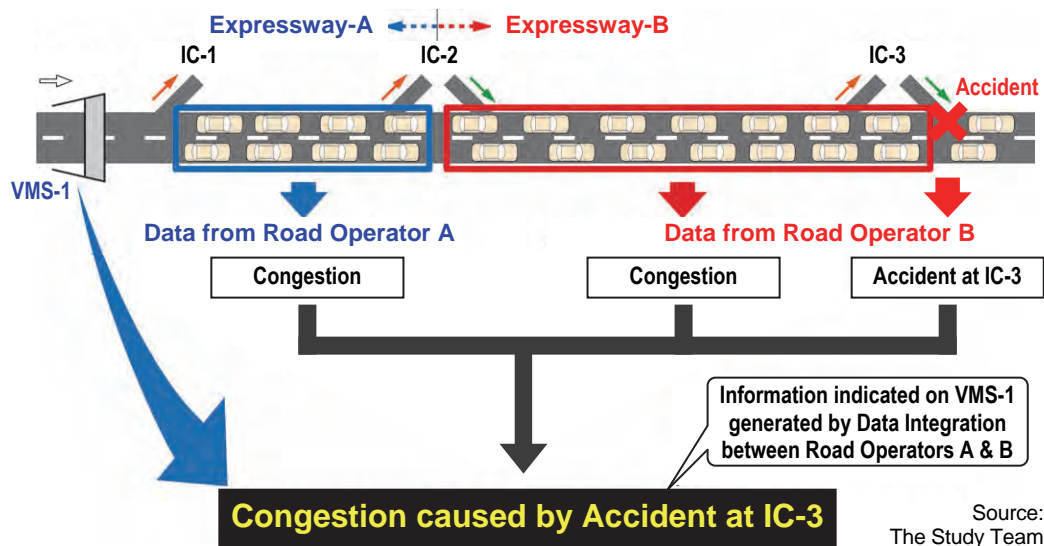 Expressway-A
Expressway-B
IC-1
IC-2
IC-3
Accident
VMS-1
Data from Road Operator A
Data from Road Operator B
Congestion
Congestion
Accident at IC-3
Information indicated on VMS-1
generated by Data Integration
between Road Operators A & B
Congestion caused by Accident at IC-3
Source:
The Study Team